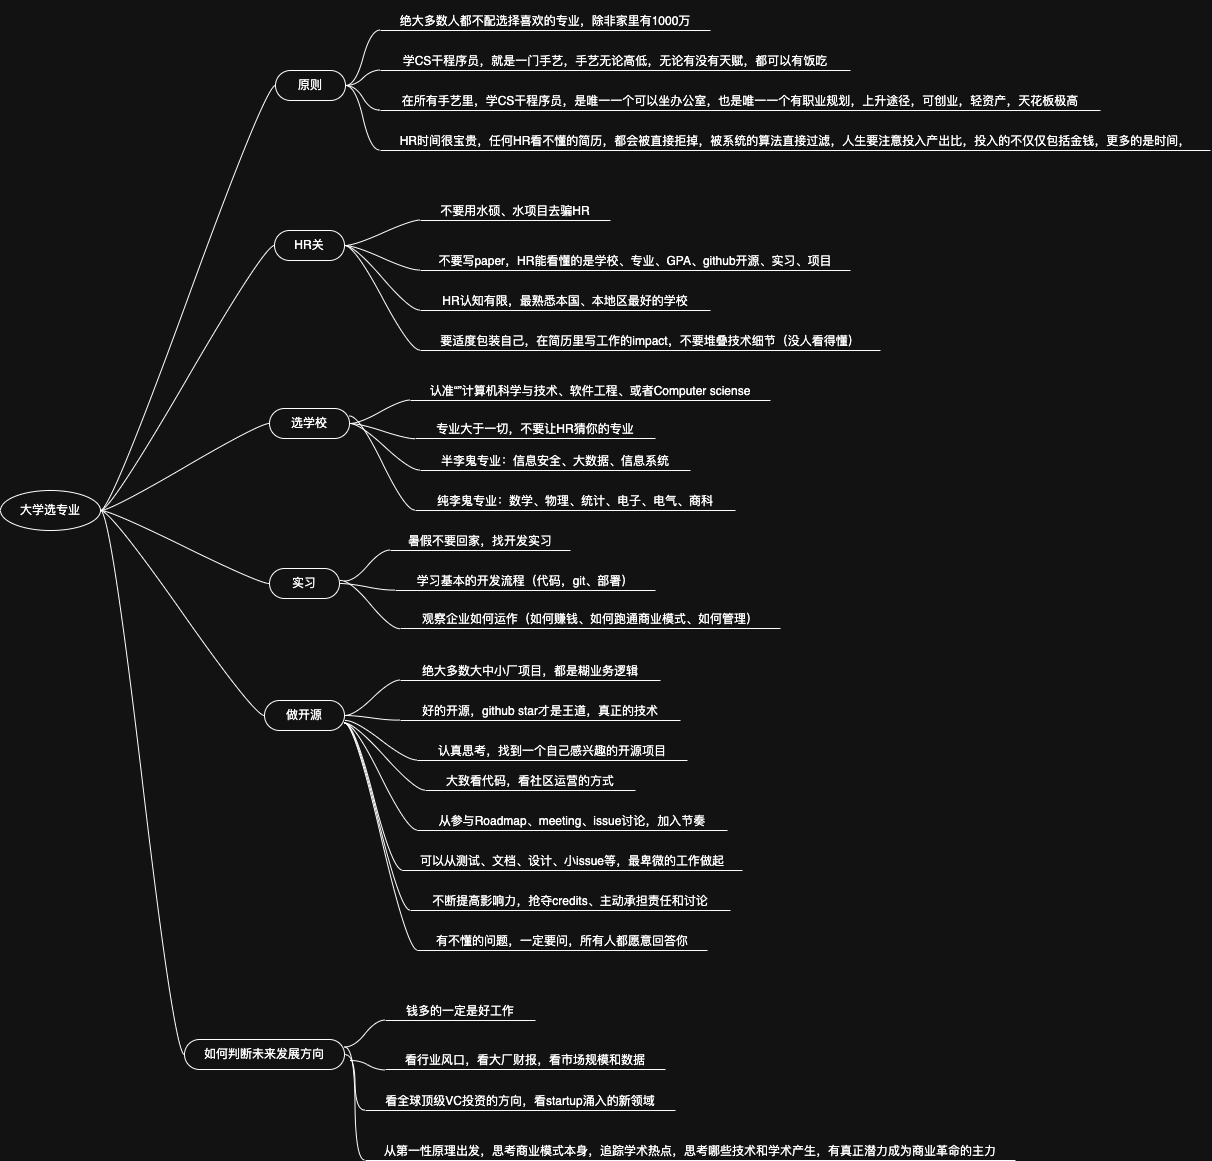 大学选专业
原则
绝大多数人都不配选择喜欢的专业，除非家里有1000万
学CS干程序员，就是一门手艺，手艺无论高低，无论有没有天赋，都可以有饭吃
在所有手艺里，学CS干程序员，是唯一一个可以坐办公室，也是唯一一个有职业规划，上升途径，可创业，轻资产，天花板极高
HR时间很宝贵，任何HR看不懂的简历，都会被直接拒掉，被系统的算法直接过滤，人生要注意投入产出比，投入的不仅仅包括金钱，更多的是时间，
HR关
不要用水硕、水项目去骗HR
不要写paper，HR能看懂的是学校、专业、GPA、github开源、实习、项目
HR认知有限，最熟悉本国、本地区最好的学校
要适度包装自己，在简历里写工作的impact，不要堆叠技术细节（没人看得懂）
选学校
认准“”计算机科学与技术、软件工程、或者Computer sciense
专业大于一切，不要让HR猜你的专业
半李鬼专业：信息安全、大数据、信息系统
纯李鬼专业：数学、物理、统计、电子、电气、商科
实习
暑假不要回家，找开发实习
学习基本的开发流程（代码，git、部署）
观察企业如何运作（如何赚钱、如何跑通商业模式、如何管理）
做开源
绝大多数大中小厂项目，都是糊业务逻辑
好的开源，github star才是王道，真正的技术
认真思考，找到一个自己感兴趣的开源项目
大致看代码，看社区运营的方式
从参与Roadmap、meeting、issue讨论，加入节奏
可以从测试、文档、设计、小issue等，最卑微的工作做起
不断提高影响力，抢夺credits、主动承担责任和讨论
有不懂的问题，一定要问，所有人都愿意回答你
如何判断未来发展方向
钱多的一定是好工作
看行业风口，看大厂财报，看市场规模和数据
看全球顶级VC投资的方向，看startup涌入的新领域
从第一性原理出发，思考商业模式本身，追踪学术热点，思考哪些技术和学术产生，有真正潜力成为商业革命的主力